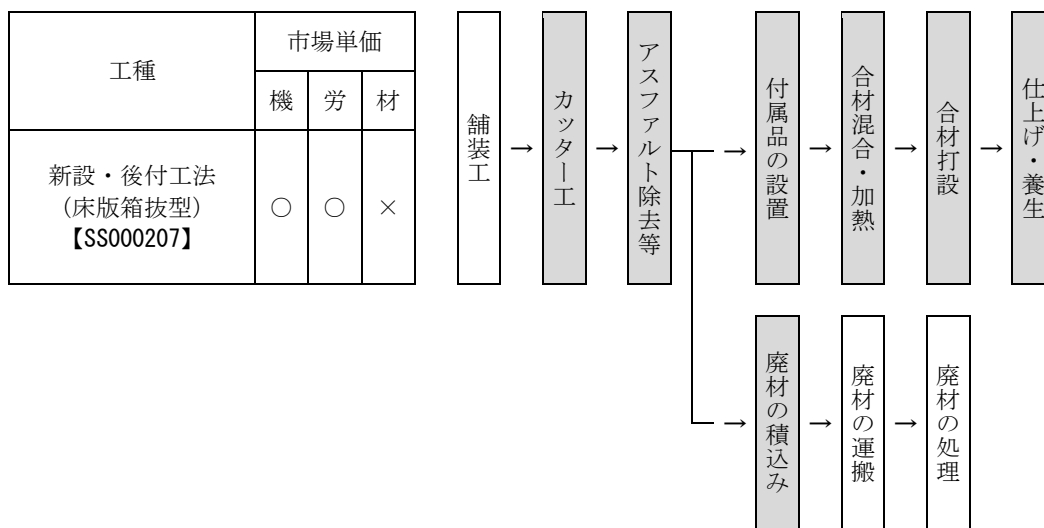 工種
市場単価
機 労 材
新設・後付工法
(床版箱抜型)
【SS000207】
○ ○ ×
舗装工
→
カッター工
→
アスファルト除去等
→
付属品の設置
→
合材混合・加熱
→
合材打設
→
仕上げ・養生
→
廃材の積込み
→
廃材の運搬
→
廃材の処理